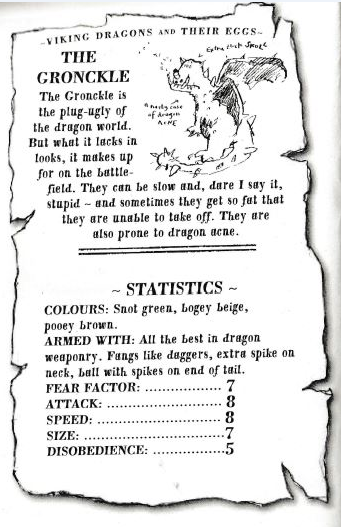 ~VIKING DRAGONS AND THEIR EGGS~
THE
GRONCKLE
Extra thick SKULL
a nasty case
of Dragon
ACNE
The Gronckle is
the plug-ugly of
the dragon world.
But what it lacks in
looks, it makes up
for on the battle-
field. They can be slow and, dare I say it,
stupid – and sometimes they get so fat that
they are unable to take off. They are
also prone to dragon acne.
~ STATISTICS ~
COLOURS: Snot green, bogey beige,
pooey brown.
ARMED WITH: All the best in dragon
weaponry. Fangs like daggers, extra spike on
neck, ball with spikes on end of tail.
FEAR FACTOR: .................. 7
ATTACK: .......................... 8
SPEED: ............................ 8
SIZE: ............................... 7
DISOBEDIENCE: ................5